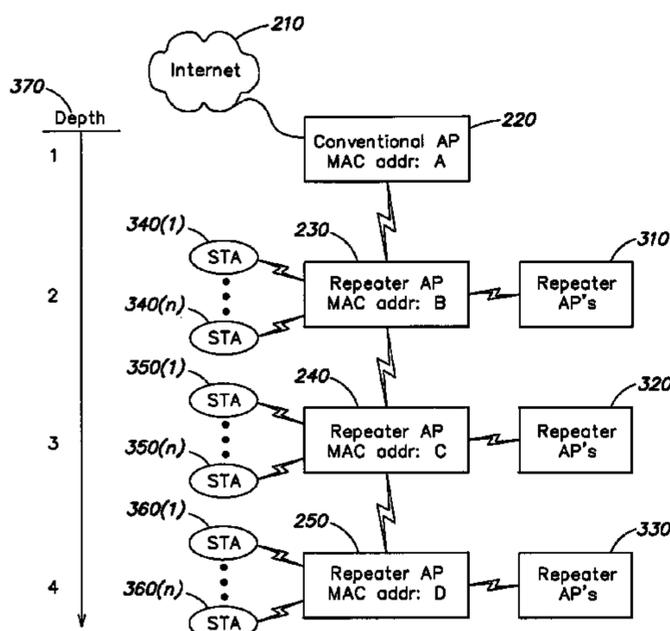 210
Internet
370
Depth
220
Conventional AP
MAC addr: A
1
340(1)
STA
230
310
Repeater AP
MAC addr: B
Repeater
AP's
2
340(n)
STA
350(1)
STA
240
320
Repeater AP
MAC addr: C
Repeater
AP's
3
350(n)
STA
360(1)
STA
250
330
Repeater AP
MAC addr: D
Repeater
AP's
4
360(n)
STA